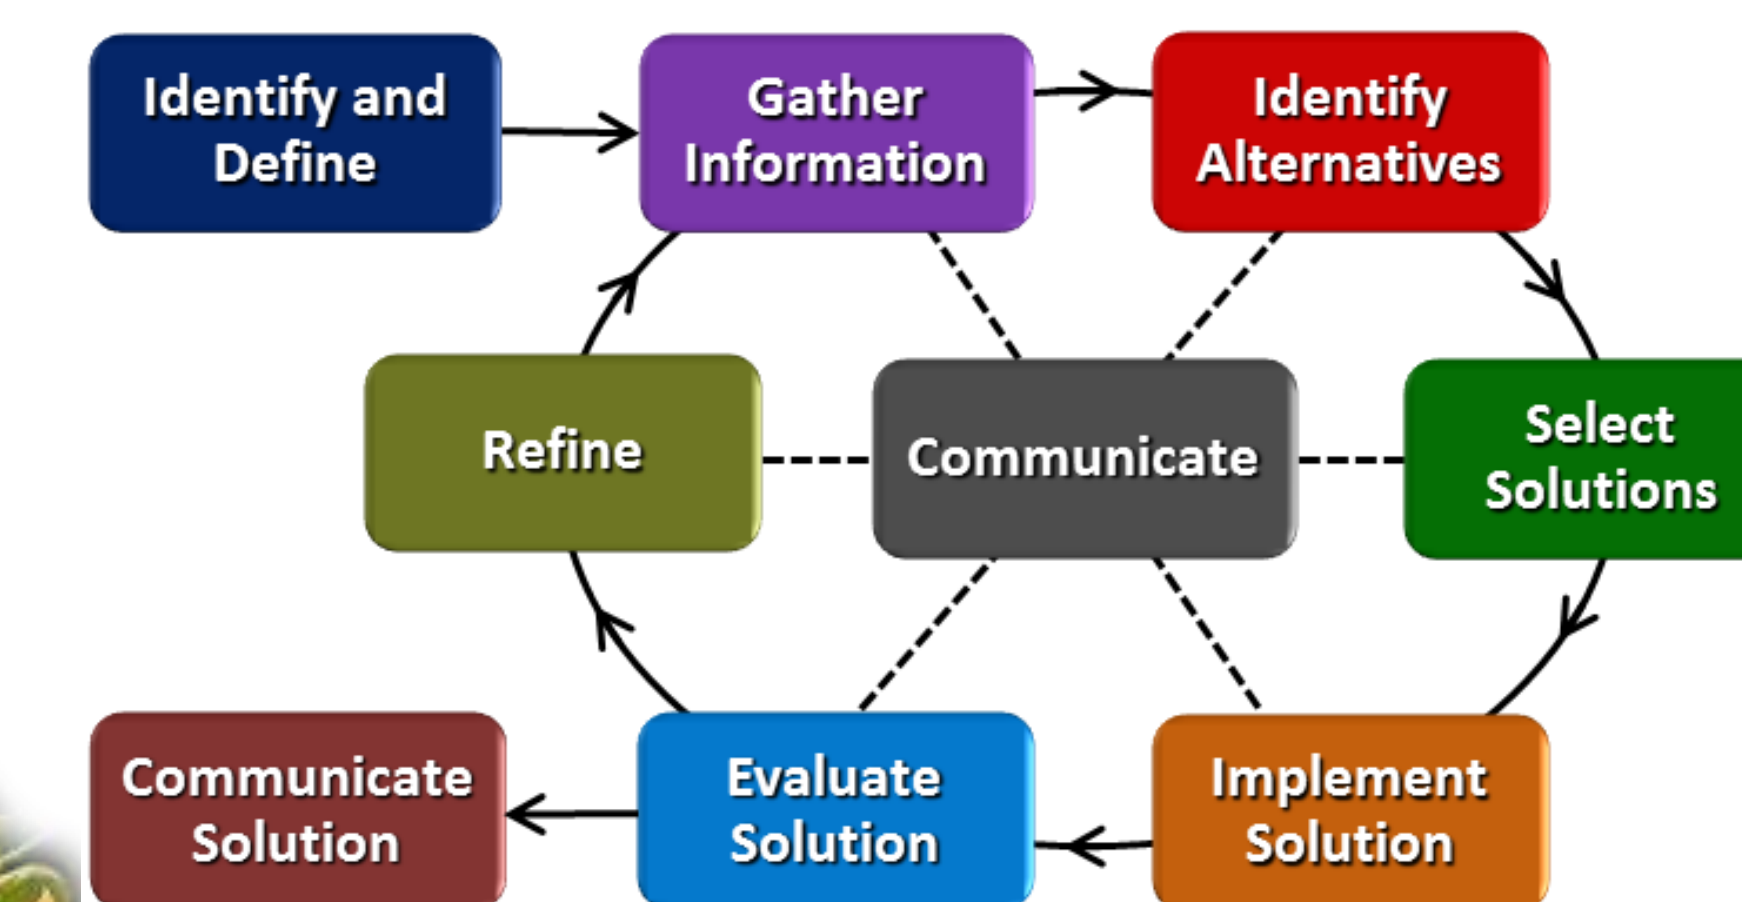 Identify and
Define
Gather
Information
Identify
Alternatives
Refine
Communicate
Select
Solutions
Communicate
Solution
Evaluate
Solution
Implement
Solution